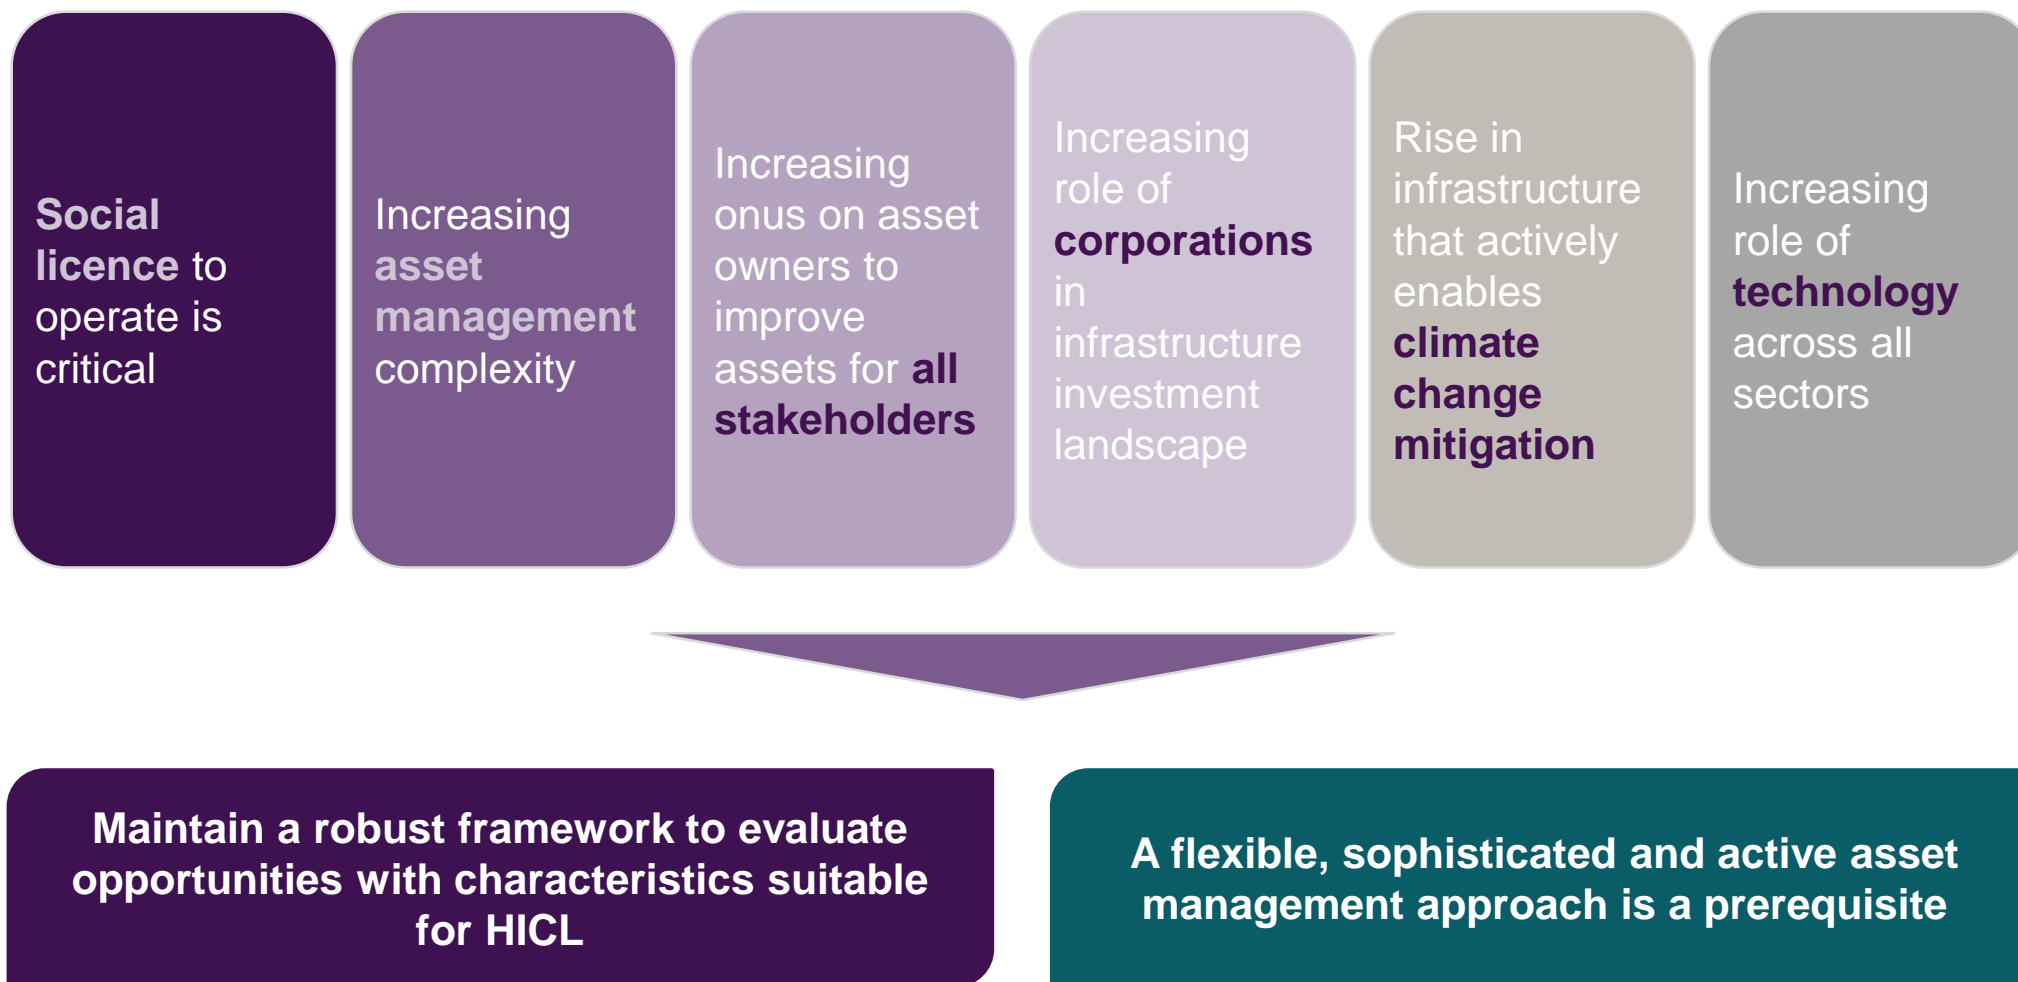 Social
licence to
operate is
critical
Increasing
asset
management
complexity
Increasing
onus on asset
owners to
improve
assets for all
stakeholders
Increasing
role of
corporations
in
infrastructure
investment
landscape
Rise in
infrastructure
that actively
enables
climate
change
mitigation
Increasing
role of
technology
across all
sectors
Maintain a robust framework to evaluate
opportunities with characteristics suitable
for HICL
A flexible, sophisticated and active asset
management approach is a prerequisite